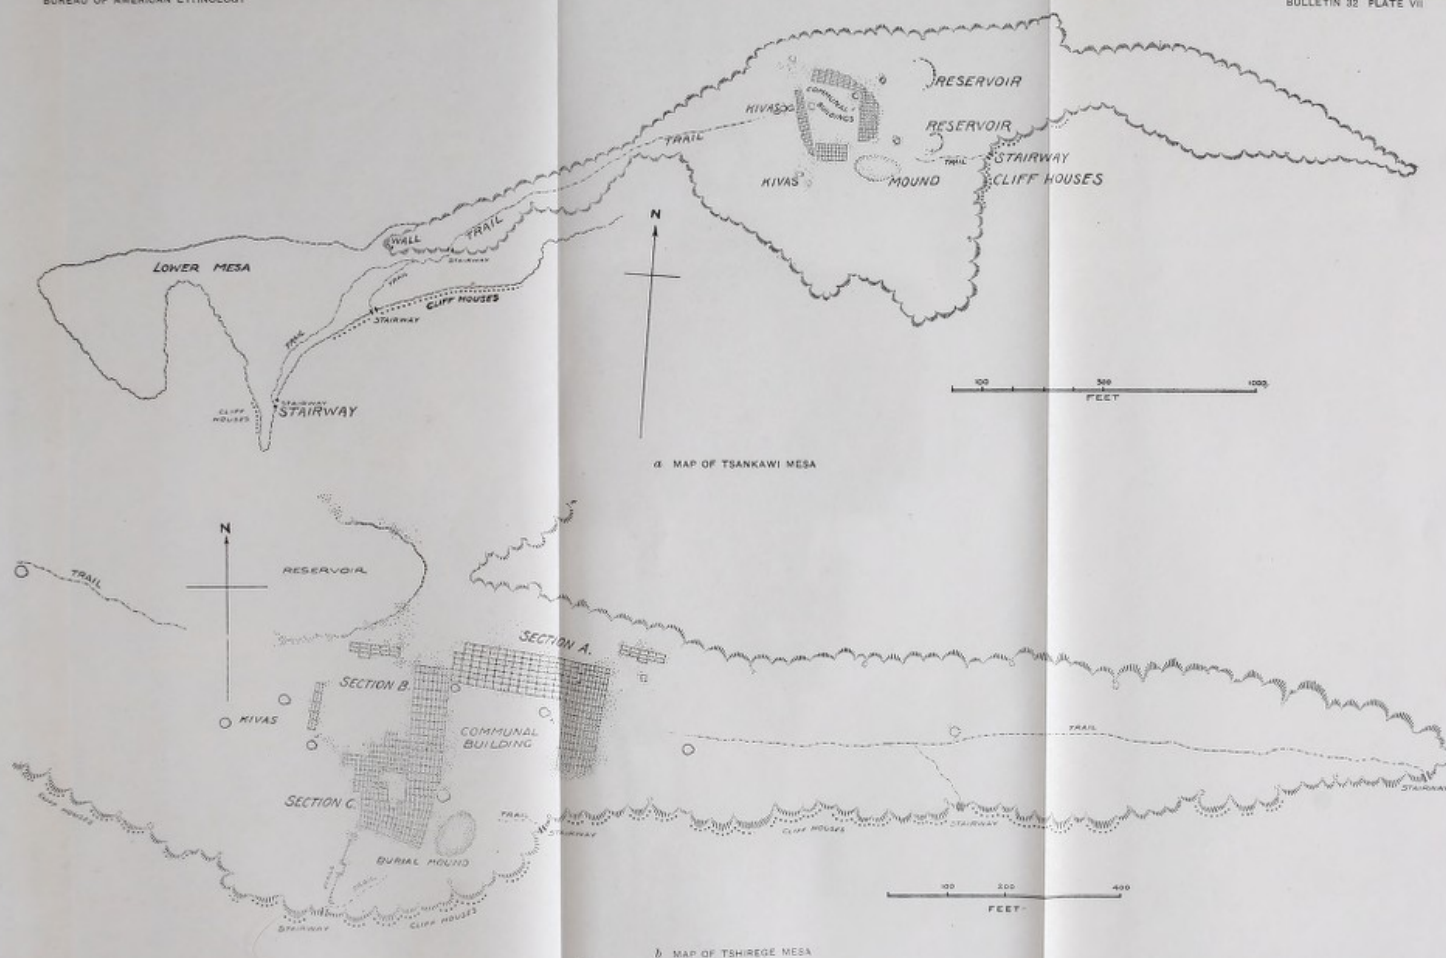 BUREAU OF AMERICAN ETHNOLOGY
BULLETIN 32 PLATE VII
RESERVOIR
COMMUNAL
BUILDINGS
KIVAS
RESERVOIR
TRAIL
TRAIL
STAIRWAY
KIVAS
MOUND
CLIFF HOUSES
N
WALL
TRAIL
STAIRWAY
LOWER MESA
TRAIL
CLIFF HOUSES
STAIRWAY
TRAIL
100 500 1000
FEET
STAIRWAY
CLIFF
HOUSES
STAIRWAY
a MAP OF TSANKAWI MESA
N
RESERVOIR
TRAIL
SECTION A.
SECTION B.
KIVAS
COMMUNAL
BUILDING
TRAIL
STAIRWAY
CLIFF HOUSES
SECTION C.
TRAIL
STAIRWAY
CLIFF HOUSES
STAIRWAY
BURIAL MOUND
TRAIL
100 200 400
FEET
CLIFF HOUSES
STAIRWAY
b MAP OF TSHIREGE MESA